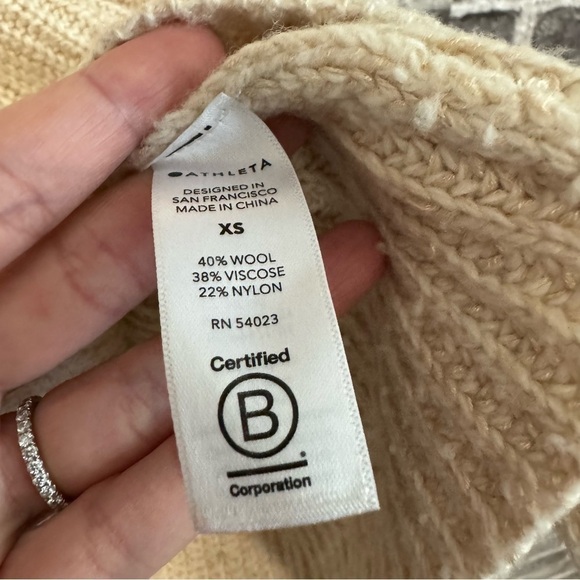 ATHLETA
DESIGNED IN
SAN FRANCISCO
MADE IN CHINA
XS
40% WOOL
38% VISCOSE
22% NYLON
RN 54023
Certified
B
Corporation